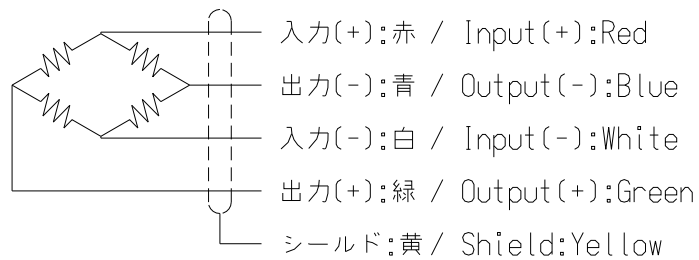 入力(+):赤 / Input(+):Red
出力(-):青 / Output(-):Blue
入力(-):白 / Input(-):White
出力(+):緑 / Output(+):Green
シールド:黄 / Shield:Yellow